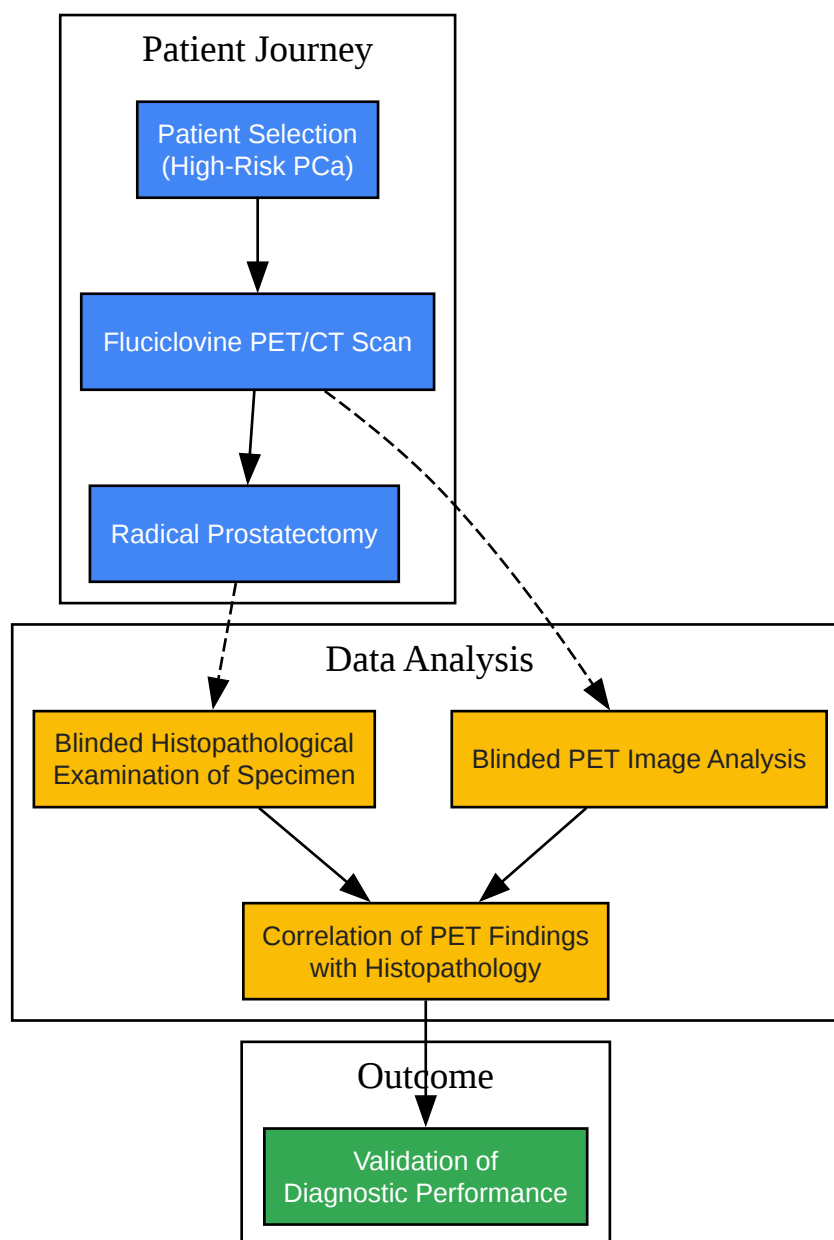 Patient Journey
Patient Selection
(High-Risk PCa)
Fluciclovine PET/CT Scan
Radical Prostatectomy
Data Analysis
Blinded Histopathological
Examination of Specimen
Blinded PET Image Analysis
Correlation of PET Findings
with Histopathology
Outcome
Validation of
Diagnostic Performance